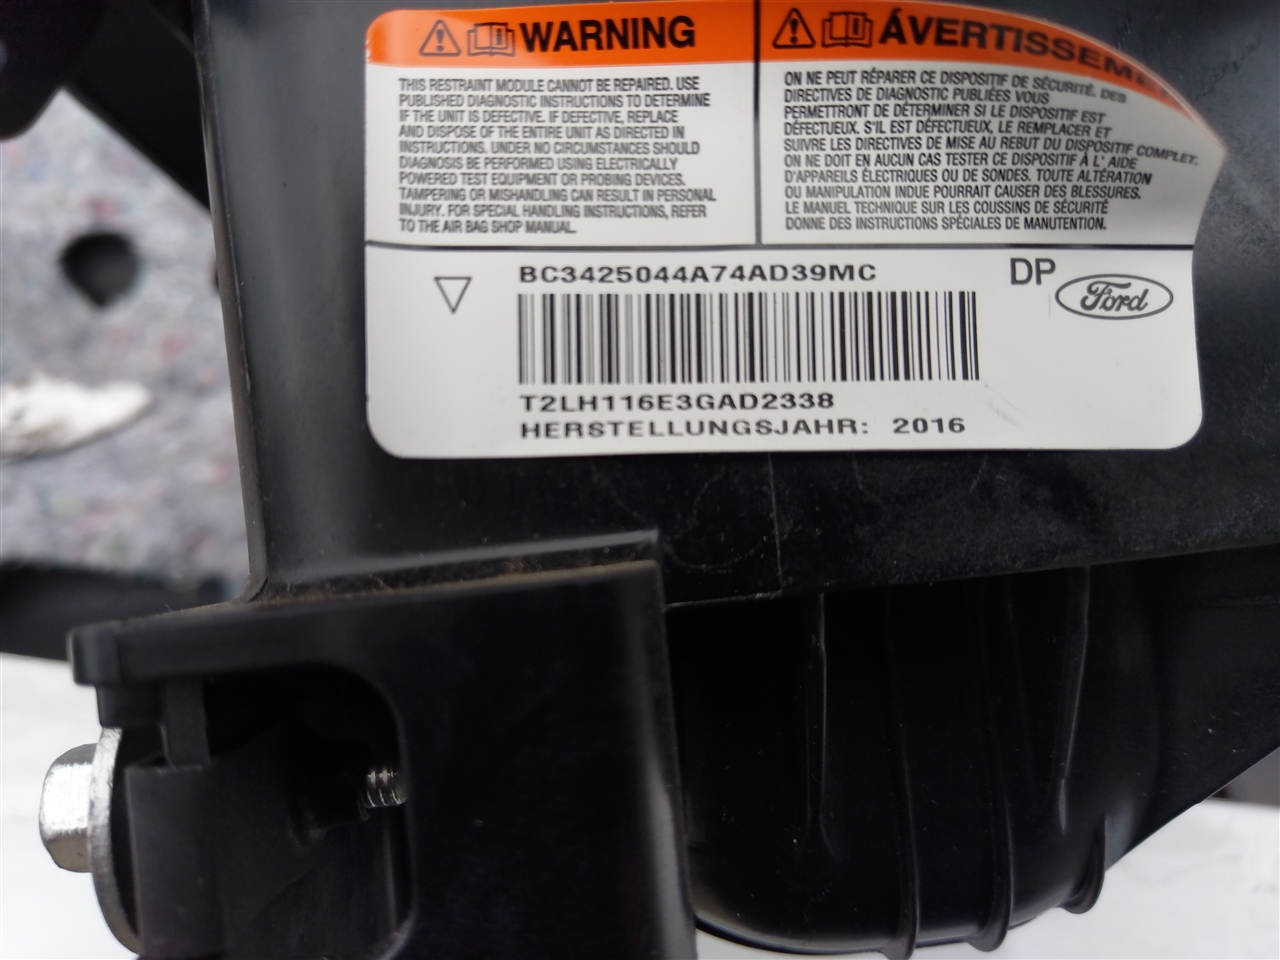 WARNING
THIS RESTRAINT MODULE CANNOT BE REPAIRED. USE
PUBLISHED DIAGNOSTIC INSTRUCTIONS TO DETERMINE
IF THE UNIT IS DEFECTIVE. IF DEFECTIVE, REPLACE
AND DISPOSE OF THE ENTIRE UNIT AS DIRECTED IN
INSTRUCTIONS. UNDER NO CIRCUMSTANCES SHOULD
DIAGNOSIS BE PERFORMED USING ELECTRICALLY
POWERED TEST EQUIPMENT OR PROBING DEVICES.
TAMPERING OR MISHANDLING CAN RESULT IN PERSONAL
INJURY. FOR SPECIAL HANDLING INSTRUCTIONS, REFER
TO THE AIR BAG SHOP MANUAL.
ÁVERTISSEME
ON NE PEUT RÉPARER CE DISPOSITIF DE SÉCURITÉ. DES
DIRECTIVES DE DIAGNOSTIC PUBLIÉES VOUS
PERMETTRONT DE DÉTERMINER SI LE DISPOSITIF EST
DÉFECTUEUX. S'IL EST DÉFECTUEUX, LE REMPLACER ET
SUIVRE LES DIRECTIVES DE MISE AU REBUT DU DISPOSITIF COMPLET.
ON NE DOIT EN AUCUN CAS TESTER CE DISPOSITIF À L' AIDE
D'APPAREILS ÉLECTRIQUES OU DE SONDES. TOUTE ALTÉRATION
OU MANIPULATION INDUE POURRAIT CAUSER DES BLESSURES.
LE MANUEL TECHNIQUE SUR LES COUSSINS DE SÉCURITÉ
DONNE DES INSTRUCTIONS SPÉCIALES DE MANUTENTION.
BC3425044A74AD39MC
DP
Ford
T2LH116E3GAD2338
HERSTELLUNGSJAHR: 2016